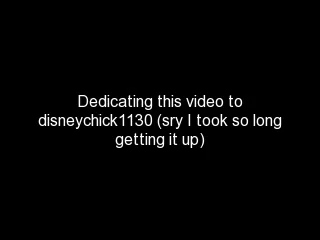 Dedicating this video to
disneychick1130 (sry I took so long
getting it up)